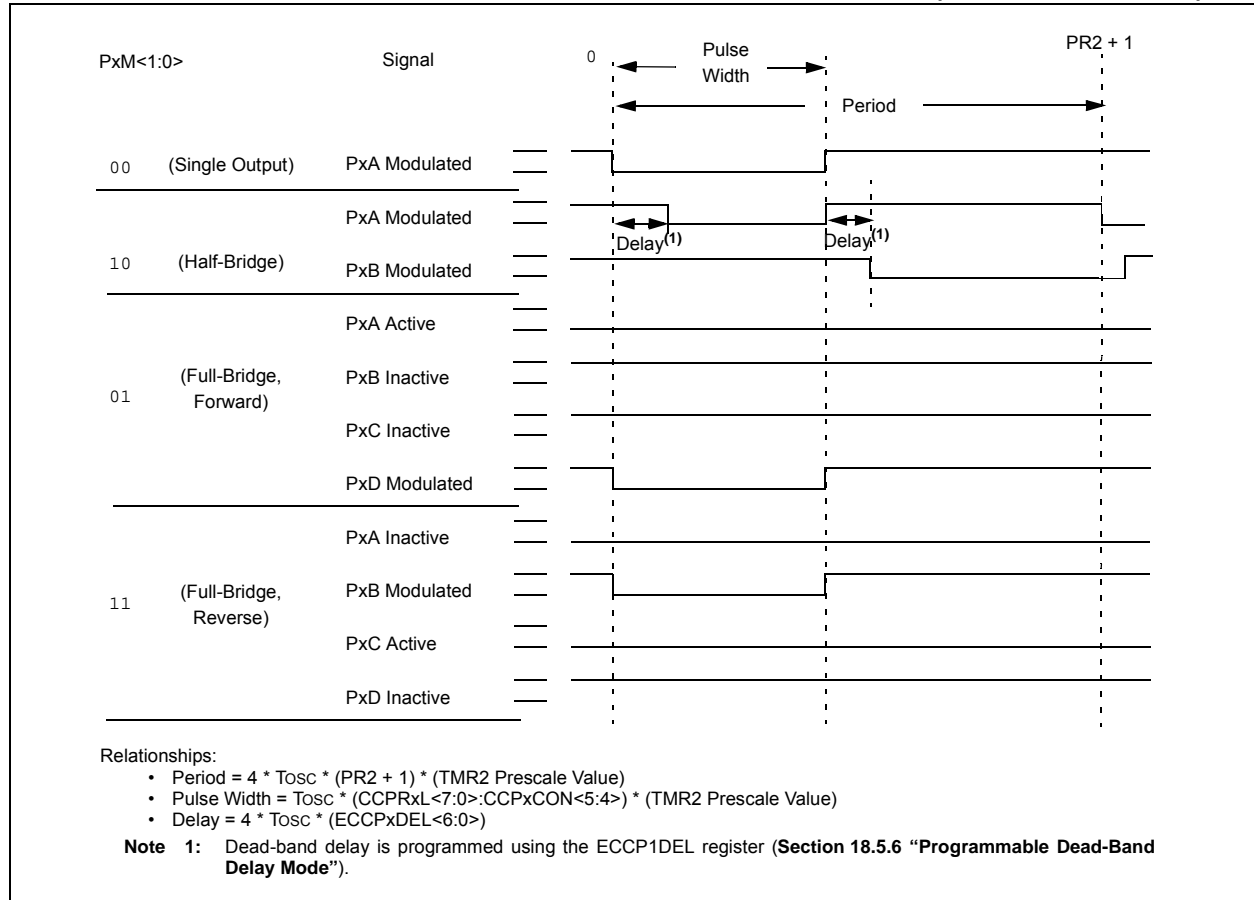 PxM<1:0> Signal 0 Pulse Width PR2 + 1
Period
00 (Single Output) PxA Modulated
PxA Modulated
Delay(1) Delay(1)
10 (Half-Bridge) PxB Modulated
PxA Active
01 (Full-Bridge, Forward) PxB Inactive
PxC Inactive
PxD Modulated
PxA Inactive
11 (Full-Bridge, Reverse) PxB Modulated
PxC Active
PxD Inactive
Relationships:
• Period = 4 * TOSC * (PR2 + 1) * (TMR2 Prescale Value)
• Pulse Width = TOSC * (CCPRxL<7:0>:CCPxCON<5:4>) * (TMR2 Prescale Value)
• Delay = 4 * TOSC * (ECCPxDEL<6:0>)
Note 1: Dead-band delay is programmed using the ECCP1DEL register (Section 18.5.6 “Programmable Dead-Band
Delay Mode”).